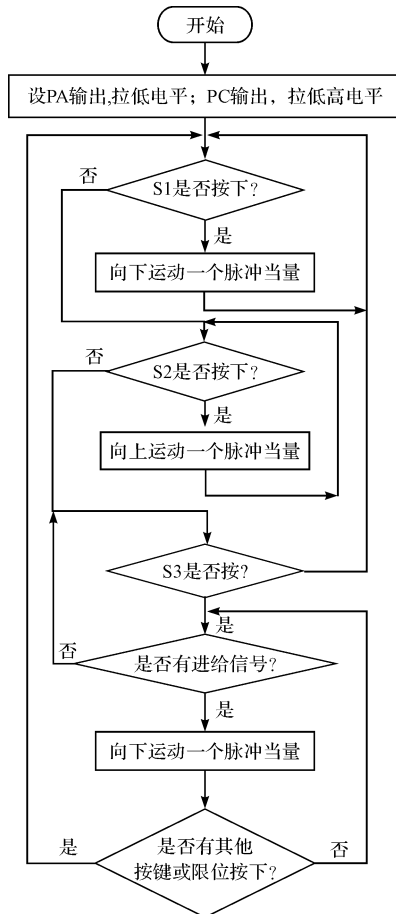 开始
设PA输出,拉低电平；PC输出，拉低高电平
否
S1是否按下?
是
向下运动一个脉冲当量
否
S2是否按下?
是
向上运动一个脉冲当量
S3是否按?
是
否
是否有进给信号?
是
向下运动一个脉冲当量
是
是否有其他
按键或限位按下?
否